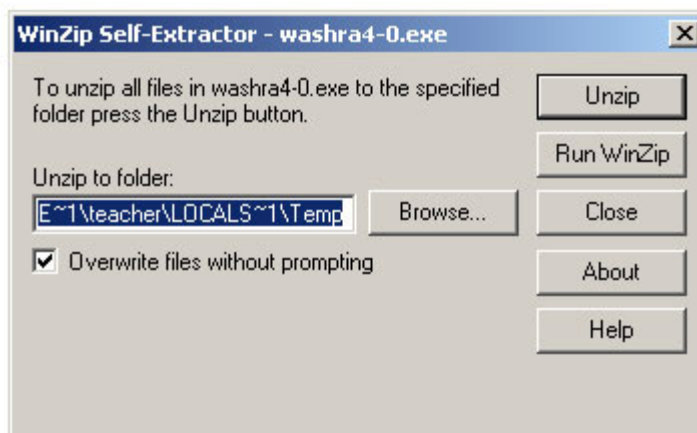 WinZip Self-Extractor - washra4-0.exe
To unzip all files in washra4-0.exe to the specified
folder press the Unzip button.
Unzip to folder:
E~1\teacher\LOCALS~1\Temp
Browse...
Overwrite files without prompting
Unzip
Run WinZip
Close
About
Help